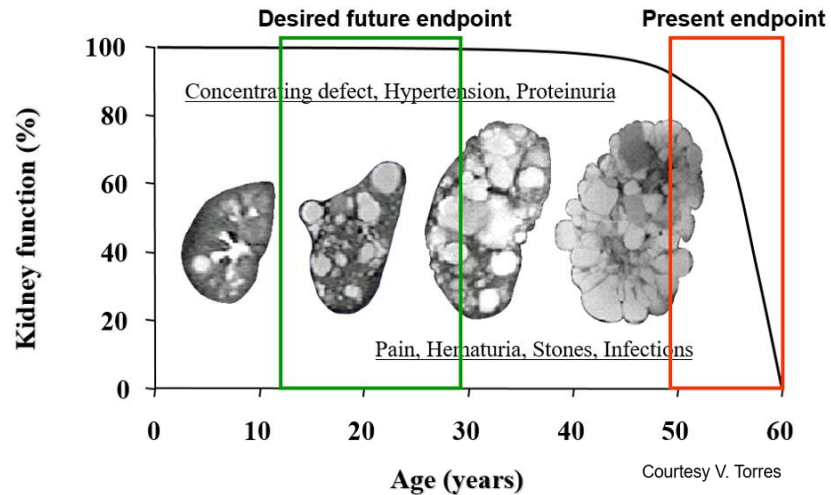 Desired future endpoint
Present endpoint
Kidney function (%)
100
80
60
40
20
0
Concentrating defect, Hypertension, Proteinuria
Pain, Hematuria, Stones, Infections
0 10 20 30 40 50 60
Age (years)
Courtesy V. Torres